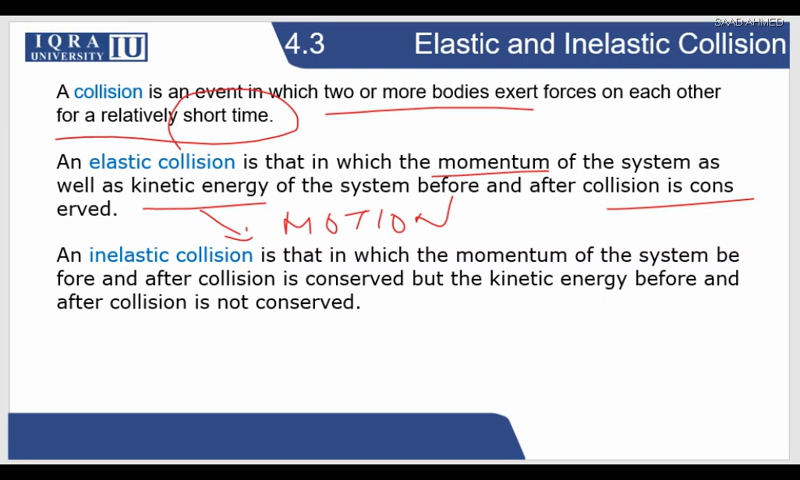 SAAD AHMED
IQRA
UNIVERSITY IU
4.3 Elastic and Inelastic Collision
A collision is an event in which two or more bodies exert forces on each other
for a relatively short time.
An elastic collision is that in which the momentum of the system as
well as kinetic energy of the system before and after collision is cons
erved.
MOTION
An inelastic collision is that in which the momentum of the system be
fore and after collision is conserved but the kinetic energy before and
after collision is not conserved.